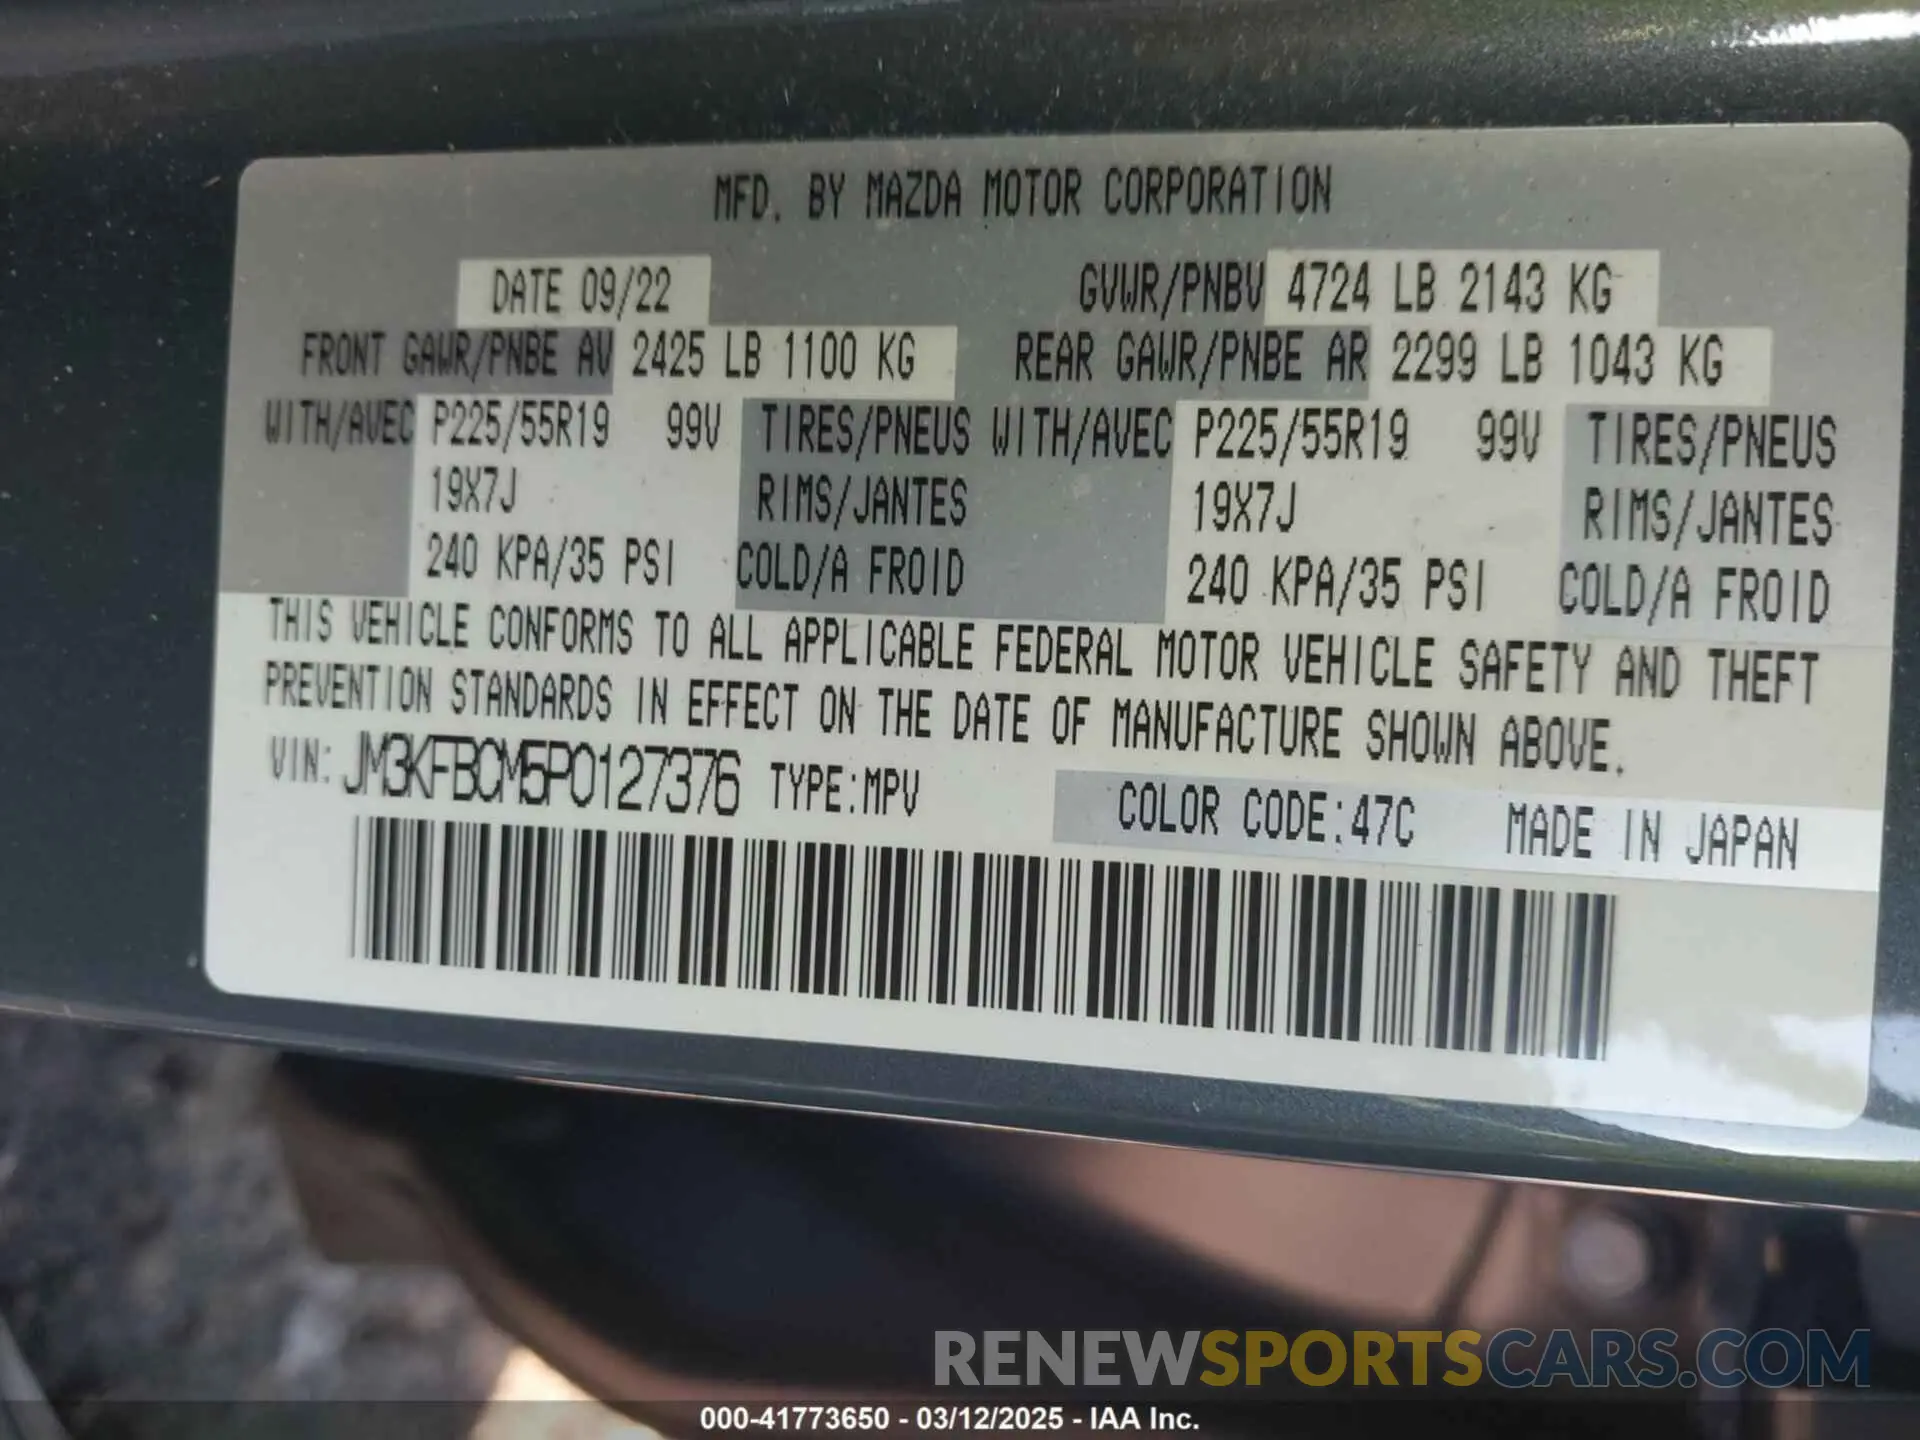 MFD. BY MAZDA MOTOR CORPORATION
DATE 09/22 GVWR/PNBV 4724 LB 2143 KG
FRONT GAWR/PNBE AV 2425 LB 1100 KG REAR GAWR/PNBE AR 2299 LB 1043 KG
WITH/AVEC P225/55R19 99V TIRES/PNEUS WITH/AVEC P225/55R19 99V TIRES/PNEUS
19X7J RIMS/JANTES 19X7J RIMS/JANTES
240 KPA/35 PSI COLD/A FROID 240 KPA/35 PSI COLD/A FROID
THIS VEHICLE CONFORMS TO ALL APPLICABLE FEDERAL MOTOR VEHICLE SAFETY AND THEFT
PREVENTION STANDARDS IN EFFECT ON THE DATE OF MANUFACTURE SHOWN ABOVE.
VIN: JM3KFBCM5P0127376 TYPE:MPV COLOR CODE:47C MADE IN JAPAN
RENEWSPORTSCARS.COM
000-41773650 - 03/12/2025 - IAA Inc.